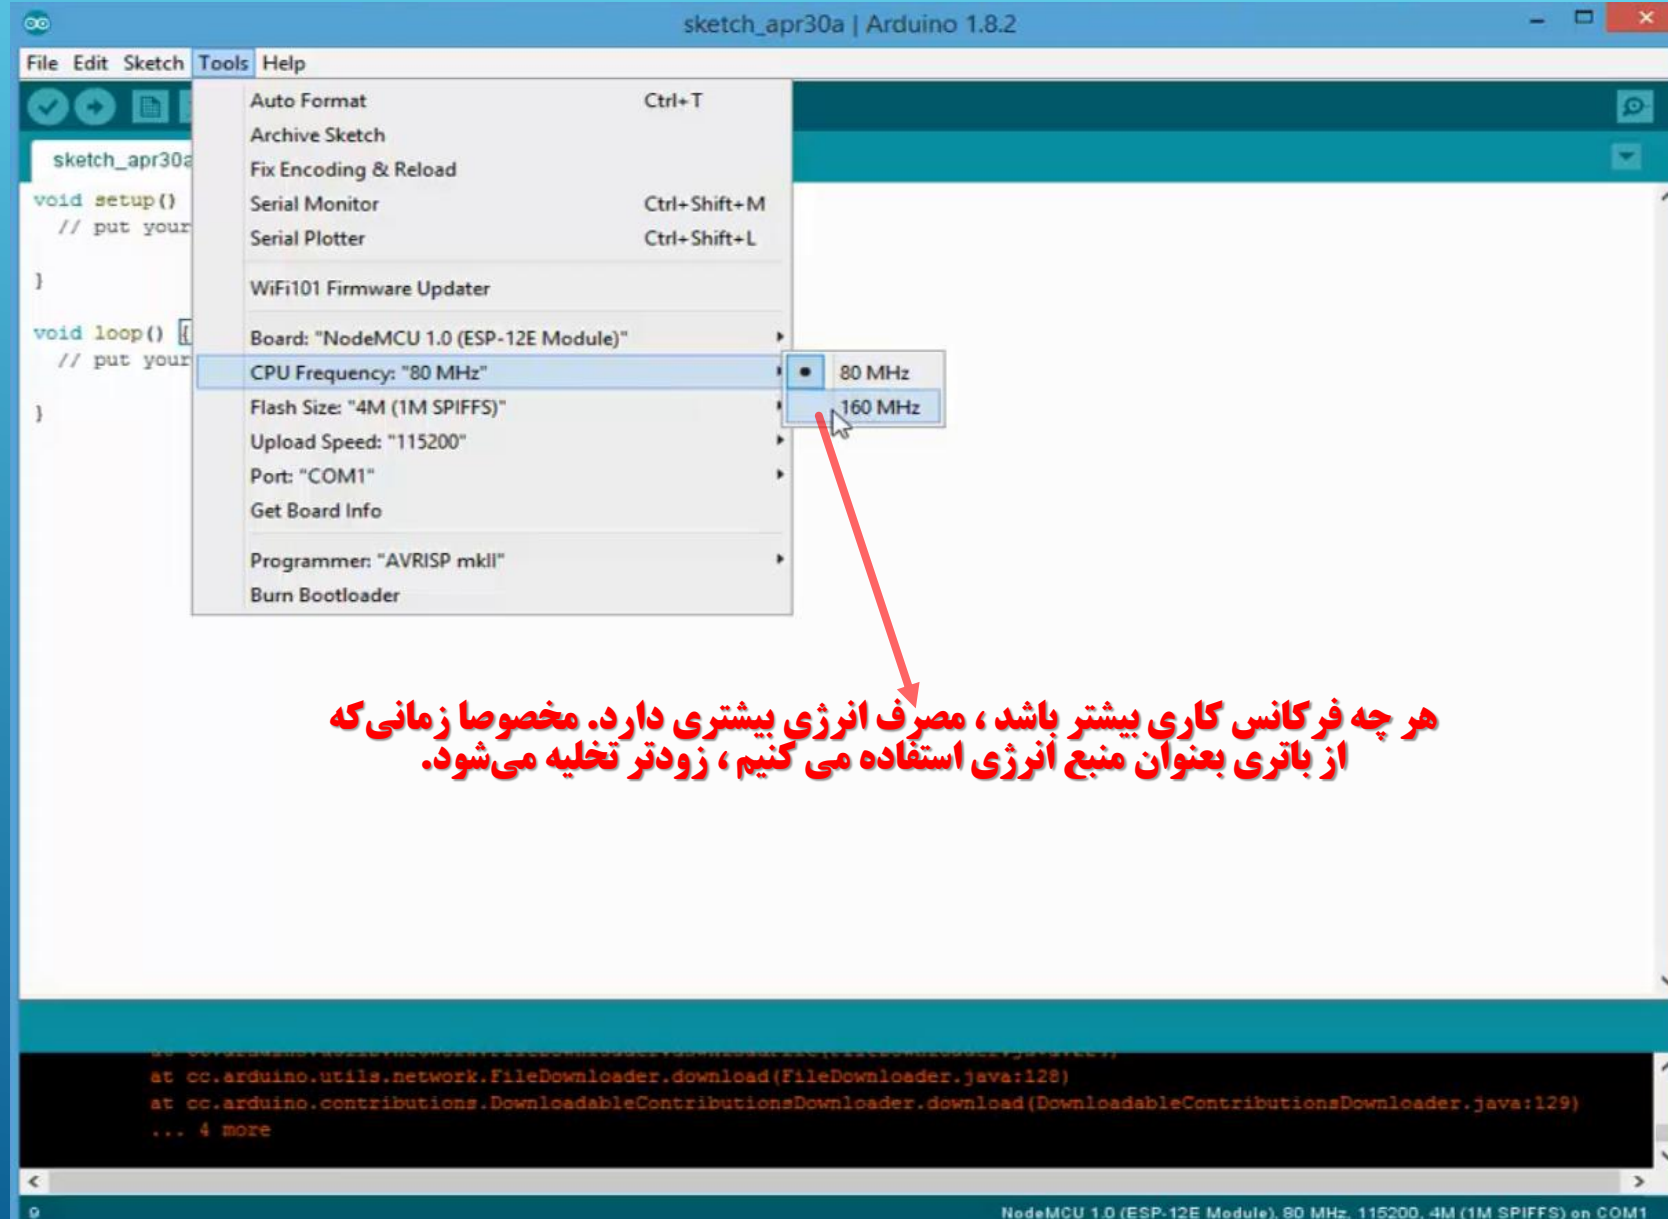 sketch_apr30a | Arduino 1.8.2
File Edit Sketch Tools Help
Auto Format Ctrl+T
Archive Sketch
sketch_apr30a
Fix Encoding & Reload
void setup()
Serial Monitor Ctrl+Shift+M
// put your
Serial Plotter Ctrl+Shift+L
}
WiFi101 Firmware Updater
void loop() {
Board: "NodeMCU 1.0 (ESP-12E Module)"
// put your
CPU Frequency: "80 MHz" 80 MHz
Flash Size: "4M (1M SPIFFS)" 160 MHz
}
Upload Speed: "115200"
Port: "COM1"
Get Board Info
Programmer: "AVRISP mkII"
Burn Bootloader
هر چه فرکانس کاری بیشتر باشد ، مصرف انرژی بیشتری دارد. مخصوصا زمانی‌که
از باتری بعنوان منبع انرژی استفاده می کنیم ، زودتر تخلیه می‌شود.
at cc.arduino.utils.network.FileDownloader.download(FileDownloader.java:128)
at cc.arduino.contributions.DownloadableContributionsDownloader.download(DownloadableContributionsDownloader.java:129)
... 4 more
9 NodeMCU 1.0 (ESP-12E Module), 80 MHz, 115200, 4M (1M SPIFFS) on COM1